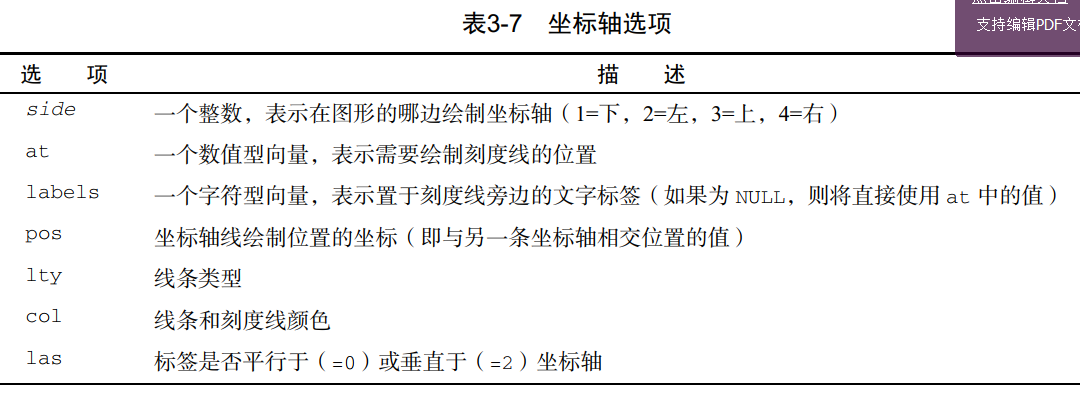 点击编辑文档
支持编辑PDF文
表3-7 坐标轴选项
选 项 描 述
side 一个整数，表示在图形的哪边绘制坐标轴（1=下，2=左，3=上，4=右）
at 一个数值型向量，表示需要绘制刻度线的位置
labels 一个字符型向量，表示置于刻度线旁边的文字标签（如果为 NULL，则将直接使用 at 中的值）
pos 坐标轴线绘制位置的坐标（即与另一条坐标轴相交位置的值）
lty 线条类型
col 线条和刻度线颜色
las 标签是否平行于（=0）或垂直于（=2）坐标轴